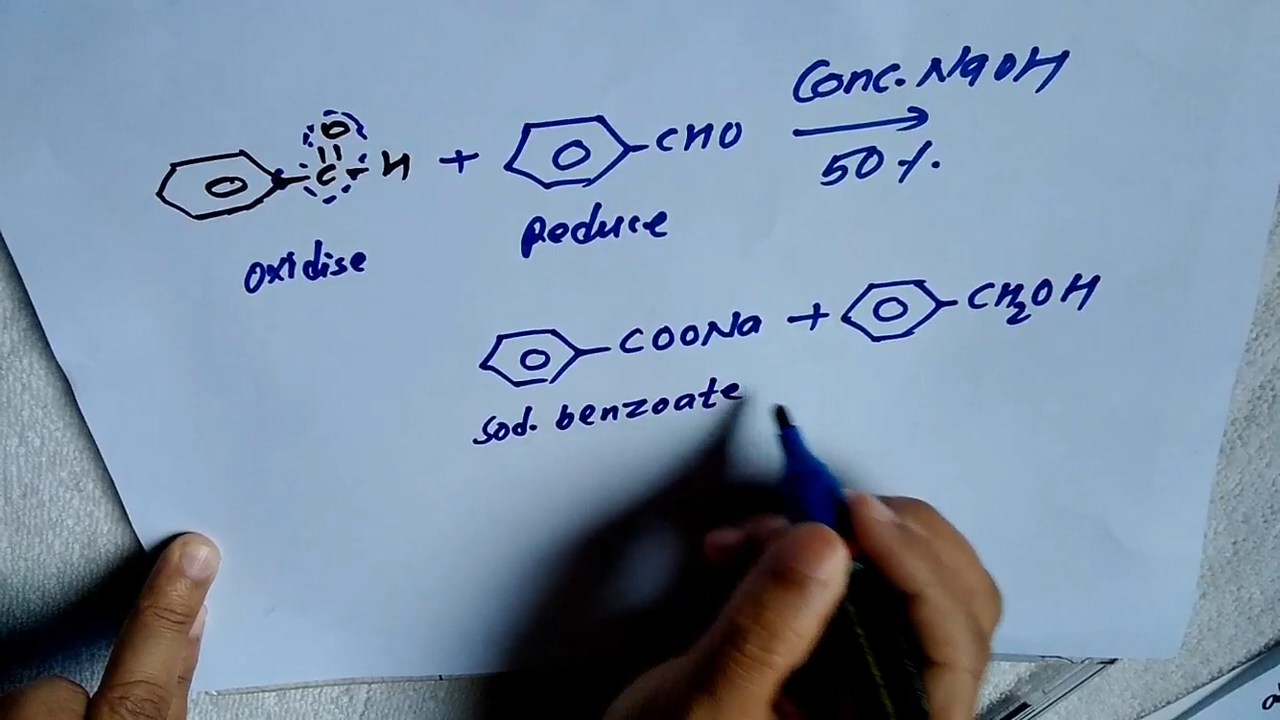 Conc. NaOH
O
C H + CHO
50 %.
oxidise
Reduce
COONa + CH2OH
Sod. benzoate